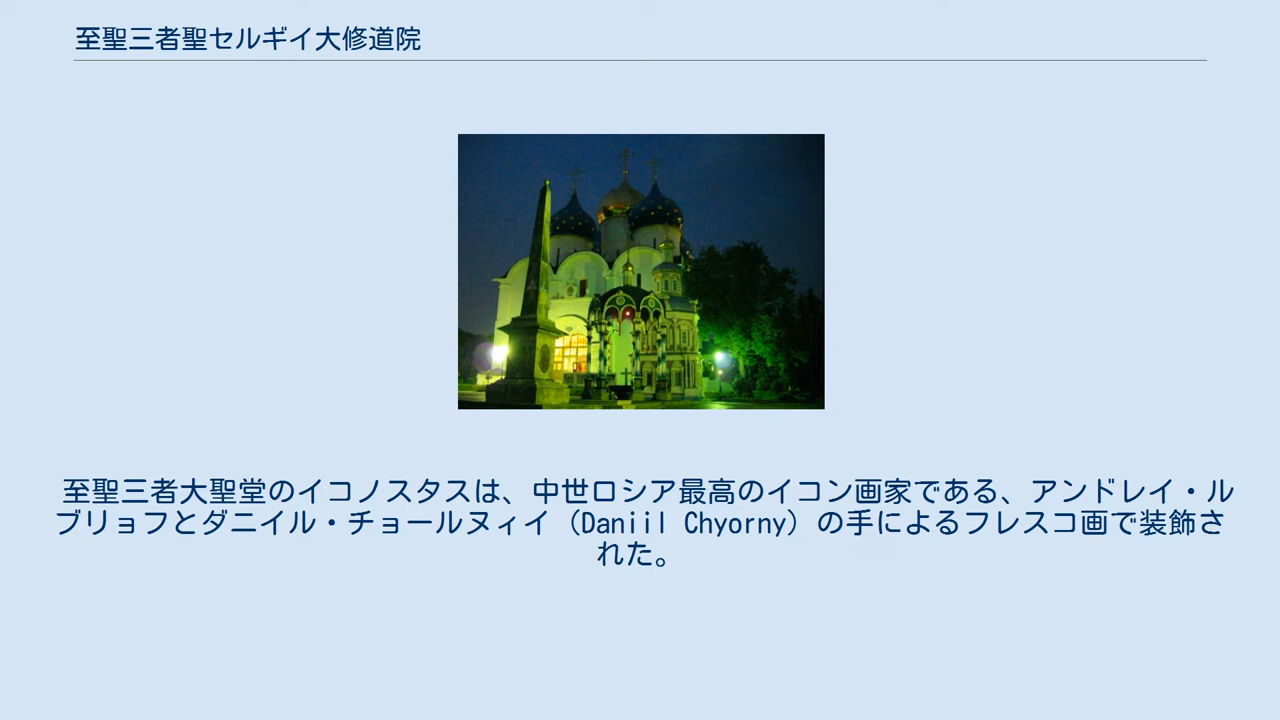 至聖三者聖セルギイ大修道院
至聖三者大聖堂のイコノスタスは、中世ロシア最高のイコン画家である、アンドレイ・ル
ブリョフとダニイル・チョールヌィイ（Daniil Chyorny）の手によるフレスコ画で装飾さ
れた。